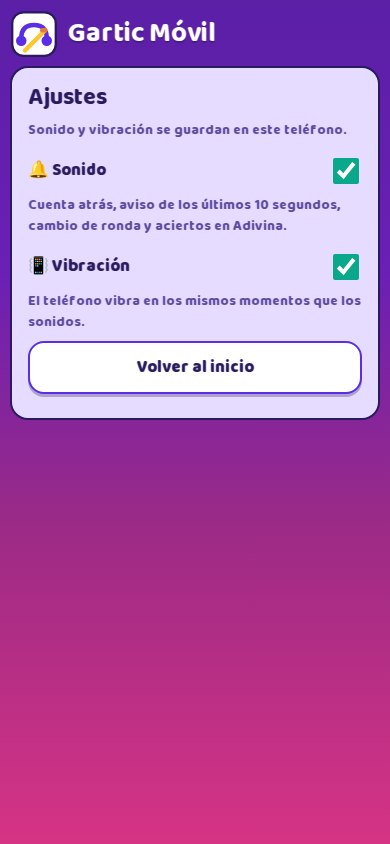 Gartic Móvil
Ajustes
Sonido y vibración se guardan en este teléfono.
🔔 Sonido
Cuenta atrás, aviso de los últimos 10 segundos,
cambio de ronda y aciertos en Adivina.
📳 Vibración
El teléfono vibra en los mismos momentos que los
sonidos.
Volver al inicio